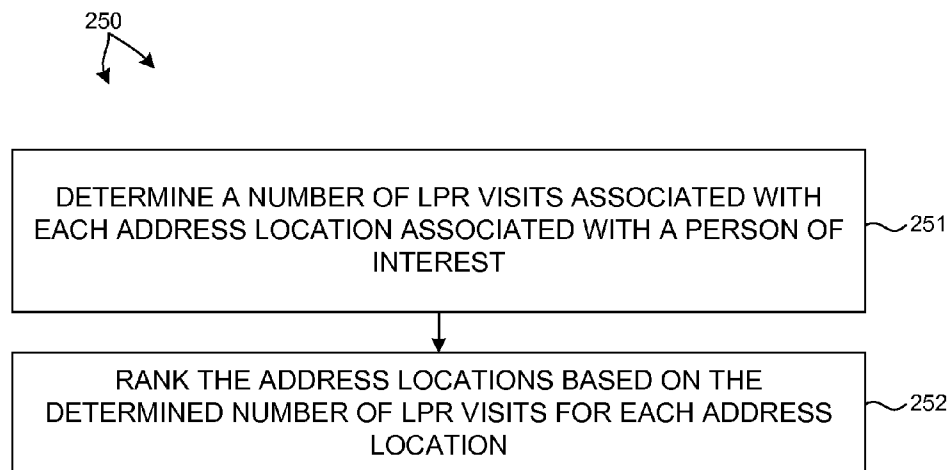 250
DETERMINE A NUMBER OF LPR VISITS ASSOCIATED WITH
EACH ADDRESS LOCATION ASSOCIATED WITH A PERSON OF
INTEREST
251
RANK THE ADDRESS LOCATIONS BASED ON THE
DETERMINED NUMBER OF LPR VISITS FOR EACH ADDRESS
LOCATION
252